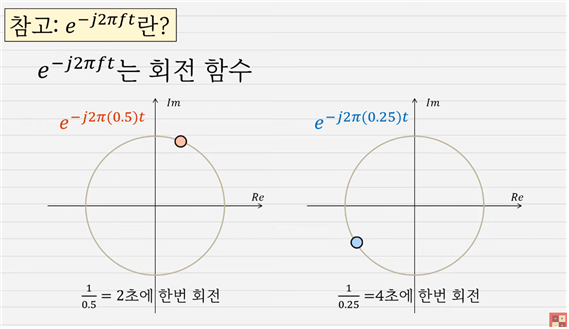 참고: e^{-j2πft}란?
e^{-j2πft}는 회전 함수
Im
e^{-j2π(0.5)t}
Re
1/0.5 = 2초에 한번 회전
Im
e^{-j2π(0.25)t}
Re
1/0.25 =4초에 한번 회전